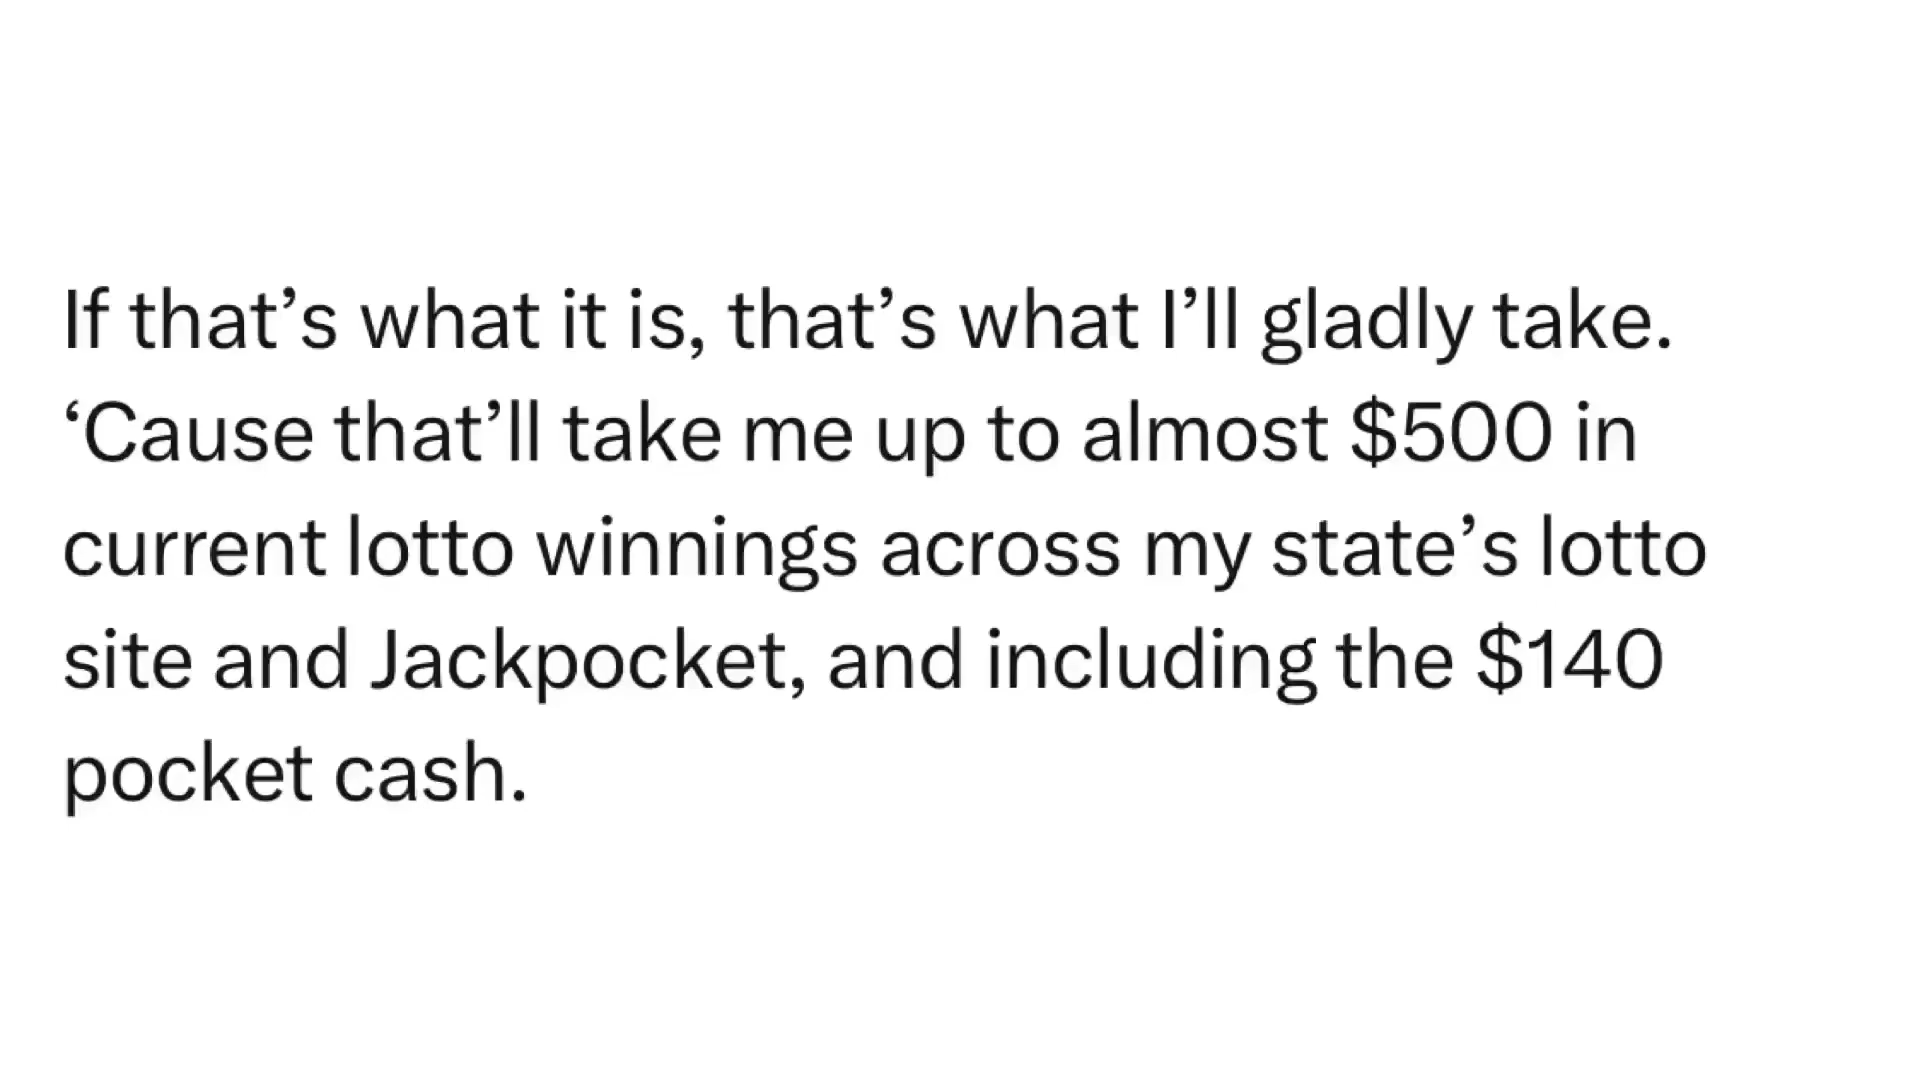 If that’s what it is, that’s what I’ll gladly take.
‘Cause that’ll take me up to almost $500 in
current lotto winnings across my state’s lotto
site and Jackpocket, and including the $140
pocket cash.